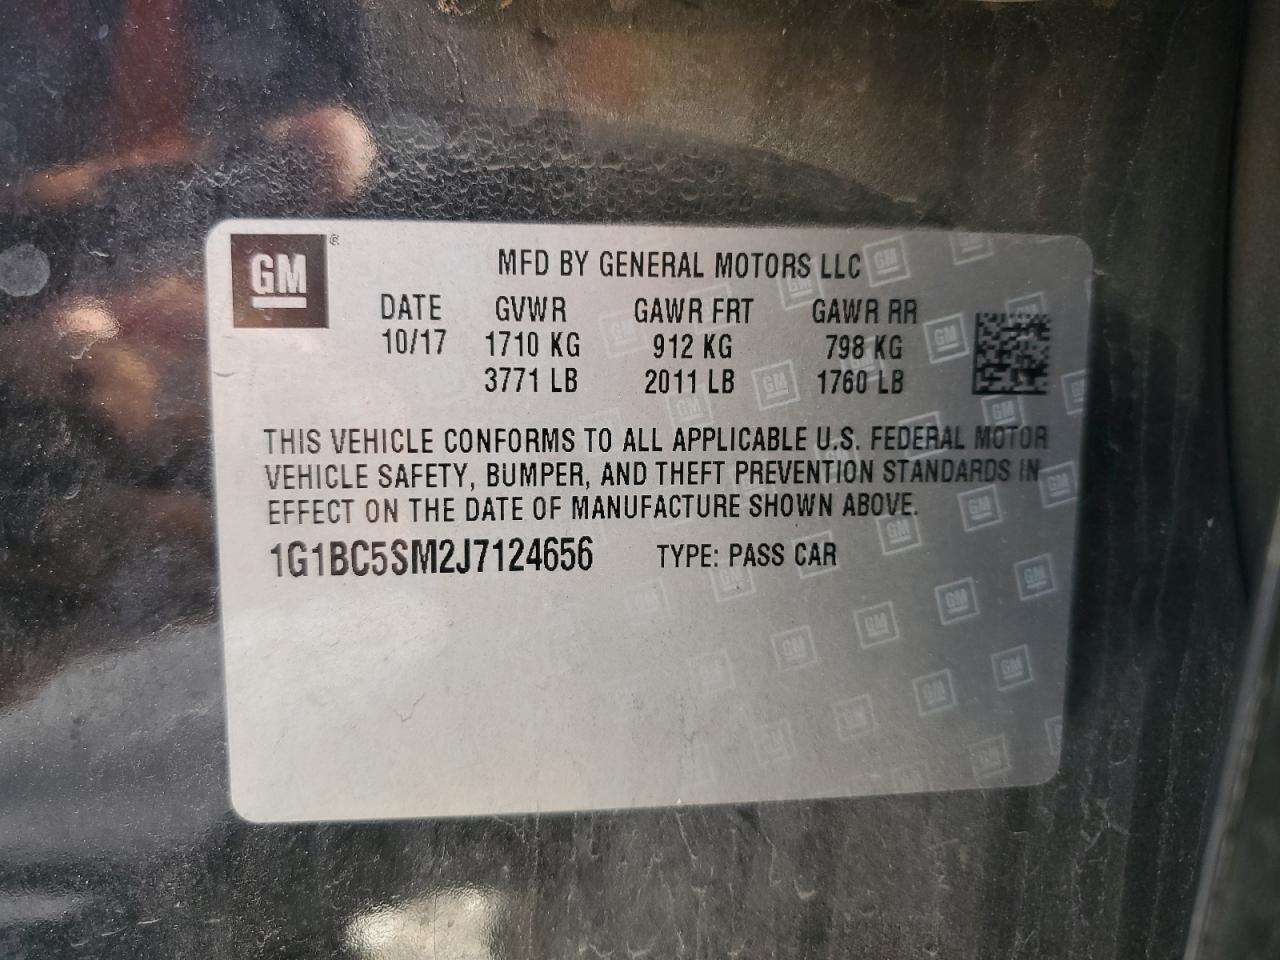 GM ®
MFD BY GENERAL MOTORS LLC
DATE GVWR GAWR FRT GAWR RR
10/17 1710 KG 912 KG 798 KG
3771 LB 2011 LB 1760 LB
THIS VEHICLE CONFORMS TO ALL APPLICABLE U.S. FEDERAL MOTOR
VEHICLE SAFETY, BUMPER, AND THEFT PREVENTION STANDARDS IN
EFFECT ON THE DATE OF MANUFACTURE SHOWN ABOVE.
1G1BC5SM2J7124656 TYPE: PASS CAR